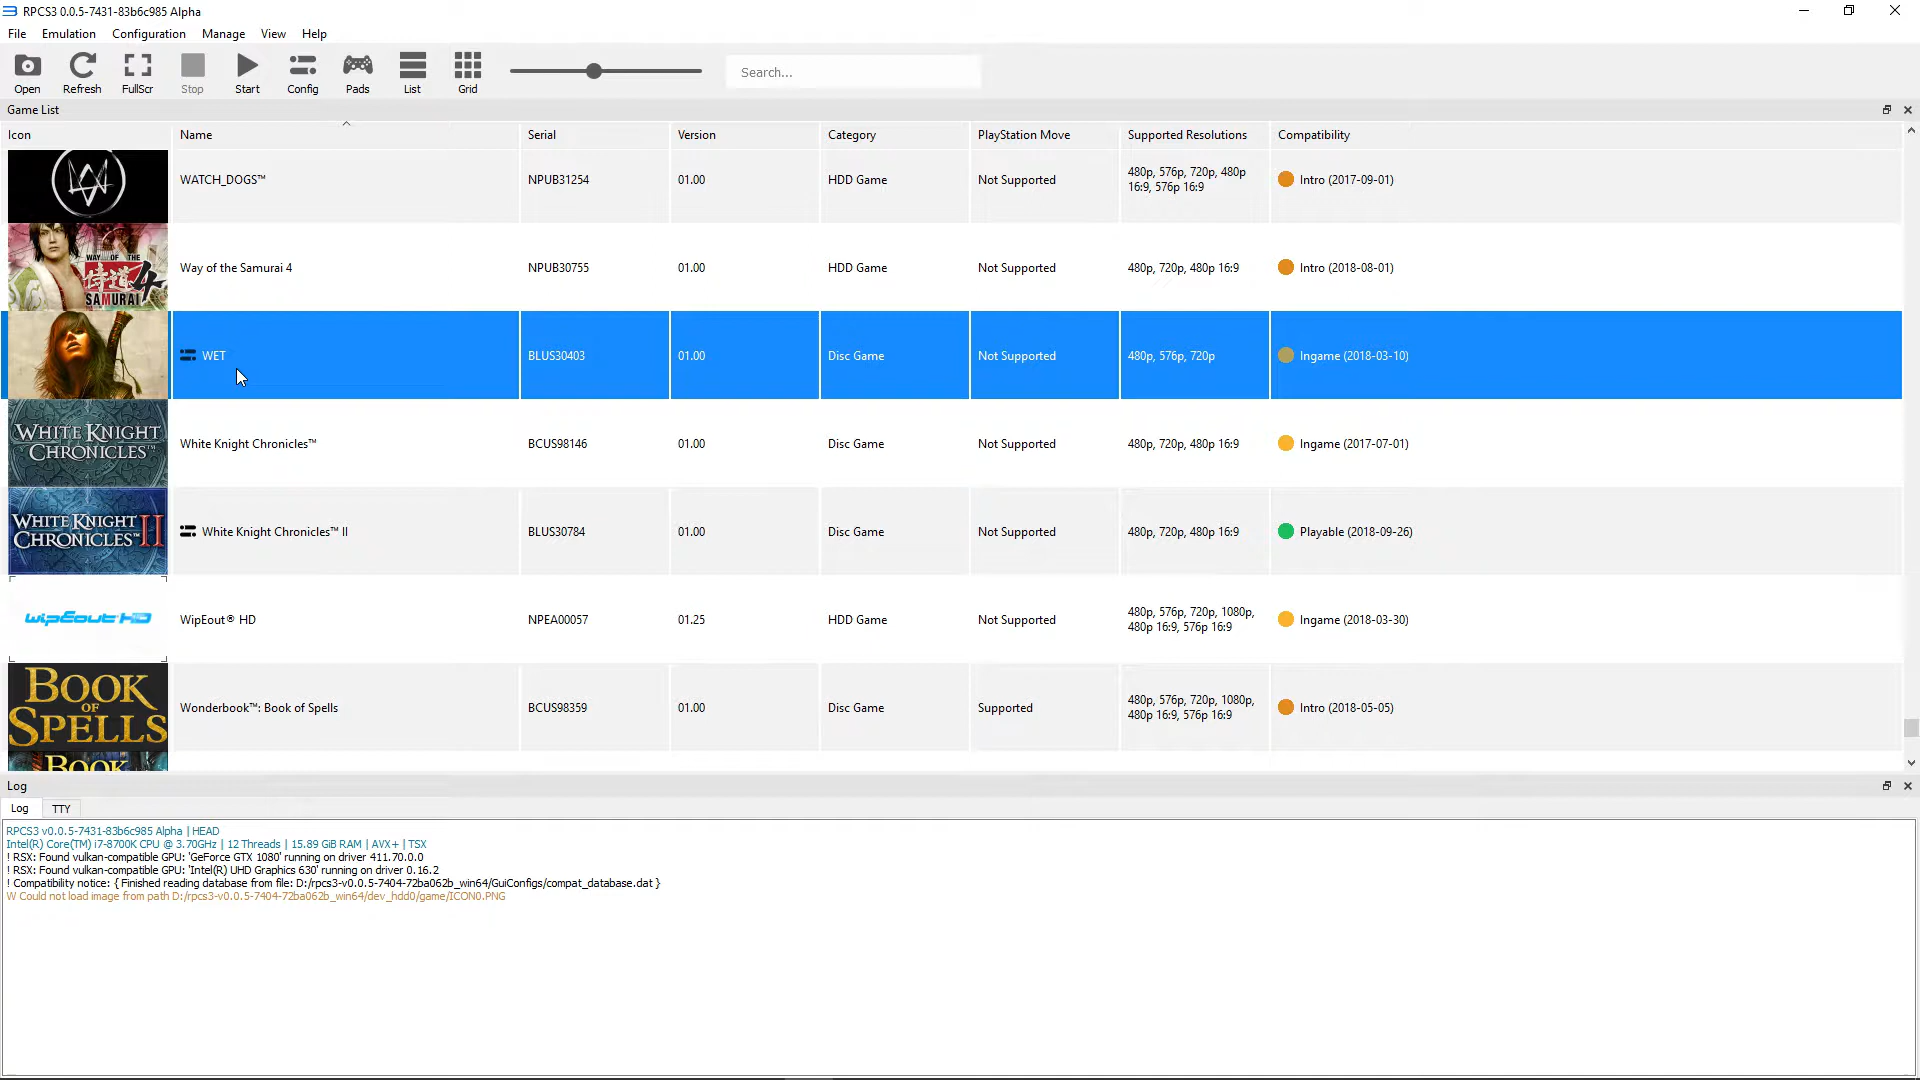 RPCS3 0.0.5-7431-83b6c985 Alpha
File Emulation Configuration Manage View Help
Open Refresh FullScr Stop Start Config Pads List Grid Search...
Game List
Icon Name Serial Version Category PlayStation Move Supported Resolutions Compatibility
WATCH_DOGS™ NPUB31254 01.00 HDD Game Not Supported 480p, 576p, 720p, 480p
16:9, 576p 16:9 Intro (2017-09-01)
WAY OF THE
侍道4
SAMURAI
Way of the Samurai 4 NPUB30755 01.00 HDD Game Not Supported 480p, 720p, 480p 16:9 Intro (2018-08-01)
WET BLUS30403 01.00 Disc Game Not Supported 480p, 576p, 720p Ingame (2018-03-10)
WHITE KNIGHT
CHRONICLES™
White Knight Chronicles™ BCUS98146 01.00 Disc Game Not Supported 480p, 720p, 480p 16:9 Ingame (2017-07-01)
WHITE KNIGHT
CHRONICLES™ II
White Knight Chronicles™ II BLUS30784 01.00 Disc Game Not Supported 480p, 720p, 480p 16:9 Playable (2018-09-26)
wipEout HD
WipEout® HD NPEA00057 01.25 HDD Game Not Supported 480p, 576p, 720p, 1080p,
480p 16:9, 576p 16:9 Ingame (2018-03-30)
BOOK
OF
SPELLS
Wonderbook™: Book of Spells BCUS98359 01.00 Disc Game Supported 480p, 576p, 720p, 1080p,
480p 16:9, 576p 16:9 Intro (2018-05-05)
BOOK
Log
Log TTY
RPCS3 v0.0.5-7431-83b6c985 Alpha | HEAD
Intel(R) Core(TM) i7-8700K CPU @ 3.70GHz | 12 Threads | 15.89 GiB RAM | AVX+ | TSX
! RSX: Found vulkan-compatible GPU: 'GeForce GTX 1080' running on driver 411.70.0.0
! RSX: Found vulkan-compatible GPU: 'Intel(R) UHD Graphics 630' running on driver 0.16.2
! Compatibility notice: { Finished reading database from file: D:/rpcs3-v0.0.5-7404-72ba062b_win64/GuiConfigs/compat_database.dat }
W Could not load image from path D:/rpcs3-v0.0.5-7404-72ba062b_win64/dev_hdd0/game/ICON0.PNG